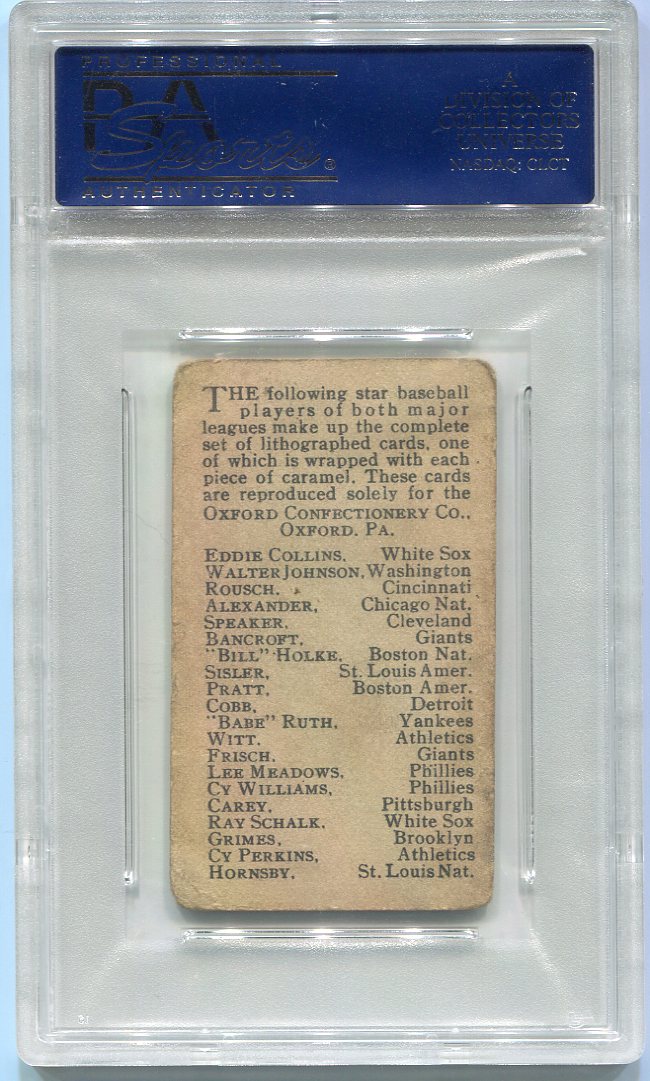 PROFESSIONAL
PSA
Sports®
AUTHENTICATOR
A
DIVISION OF
COLLECTORS
UNIVERSE
NASDAQ: CLCT
THE following star baseball
players of both major
leagues make up the complete
set of lithographed cards, one
of which is wrapped with each
piece of caramel. These cards
are reproduced solely for the
OXFORD CONFECTIONERY CO.,
OXFORD, PA.
EDDIE COLLINS, White Sox
WALTER JOHNSON, Washington
ROUSCH, Cincinnati
ALEXANDER, Chicago Nat.
SPEAKER, Cleveland
BANCROFT, Giants
"BILL" HOLKE, Boston Nat.
SISLER, St. Louis Amer.
PRATT, Boston Amer.
COBB, Detroit
"BABE" RUTH, Yankees
WITT, Athletics
FRISCH, Giants
LEE MEADOWS, Phillies
CY WILLIAMS, Phillies
CAREY, Pittsburgh
RAY SCHALK, White Sox
GRIMES, Brooklyn
CY PERKINS, Athletics
HORNSBY, St. Louis Nat.